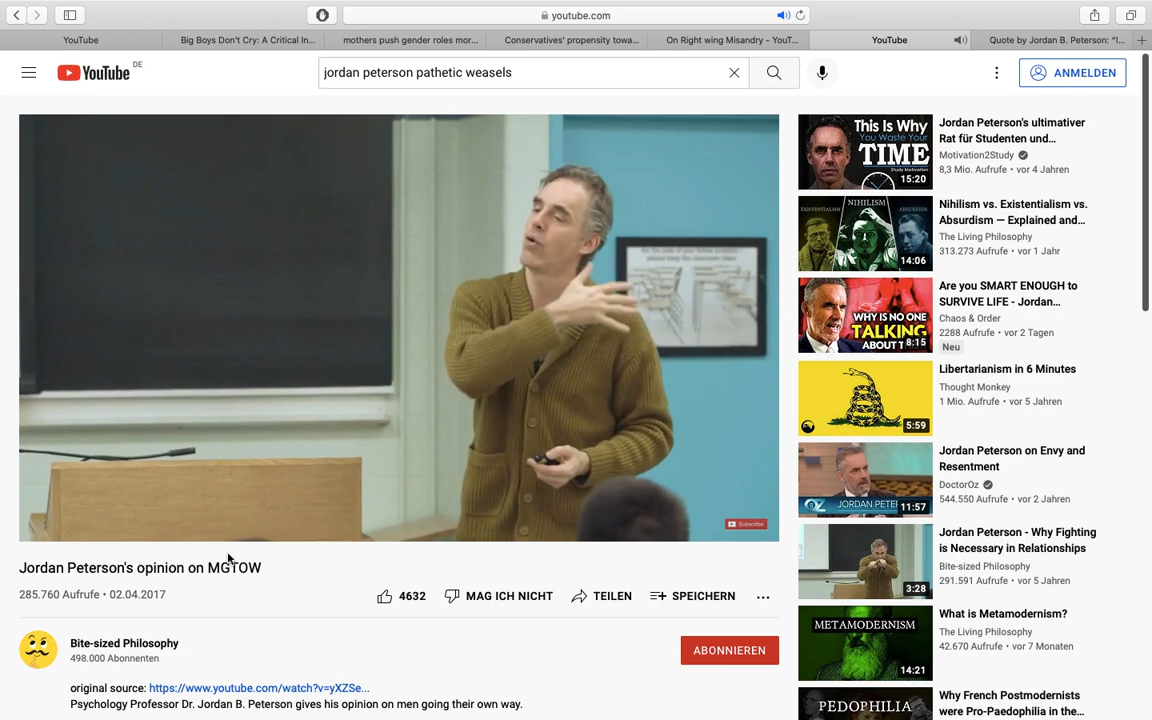 youtube.com
YouTube
Big Boys Don't Cry: A Critical In...
mothers push gender roles mor...
Conservatives' propensity towa...
On Right wing Misandry - YouT...
YouTube
Quote by Jordan B. Peterson: “I...
YouTube DE
jordan peterson pathetic weasels
ANMELDEN
Subscribe
Jordan Peterson's opinion on MGTOW
285.760 Aufrufe • 02.04.2017
4632
MAG ICH NICHT
TEILEN
SPEICHERN
Bite-sized Philosophy
498.000 Abonnenten
ABONNIEREN
original source: https://www.youtube.com/watch?v=yXZSe...
Psychology Professor Dr. Jordan B. Peterson gives his opinion on men going their own way.
This Is Why
You Waste Your
TIME
Study Motivation
15:20
Jordan Peterson's ultimativer
Rat für Studenten und...
Motivation2Study
8,3 Mio. Aufrufe • vor 4 Jahren
EXISTENTIALISM
NIHILISM
ABSURDISM
14:06
Nihilism vs. Existentialism vs.
Absurdism — Explained and...
The Living Philosophy
313.273 Aufrufe • vor 1 Jahr
WHY IS NO ONE
TALKING
ABOUT T
8:15
Are you SMART ENOUGH to
SURVIVE LIFE - Jordan...
Chaos & Order
2288 Aufrufe • vor 2 Tagen
Neu
5:59
Libertarianism in 6 Minutes
Thought Monkey
1 Mio. Aufrufe • vor 5 Jahren
OZ
JORDAN PETE
11:57
Jordan Peterson on Envy and
Resentment
DoctorOz
544.550 Aufrufe • vor 2 Jahren
3:28
Jordan Peterson - Why Fighting
is Necessary in Relationships
Bite-sized Philosophy
291.591 Aufrufe • vor 5 Jahren
METAMODERNISM
14:21
What is Metamodernism?
The Living Philosophy
42.670 Aufrufe • vor 7 Monaten
PEDOPHILIA
Why French Postmodernists
were Pro-Paedophilia in the...